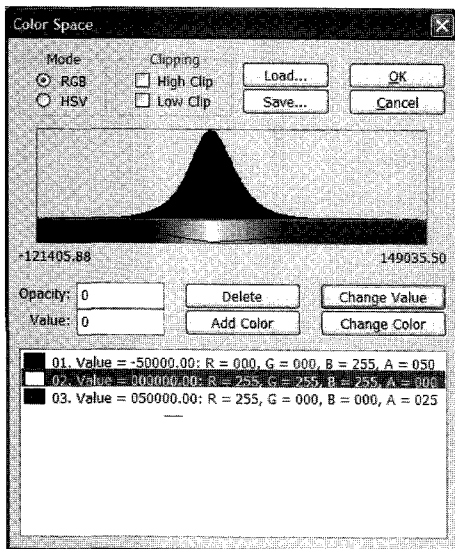 Color Space
Mode
Clipping
RGB
High Clip
Load...
OK
HSV
Low Clip
Save...
Cancel
-121405.88
149035.50
Opacity: 0
Delete
Change Value
Value: 0
Add Color
Change Color
01. Value = -50000.00: R = 000, G = 000, B = 255, A = 050
02. Value = 000000.00: R = 255, G = 255, B = 255, A = 000
03. Value = 050000.00: R = 255, G = 000, B = 000, A = 025